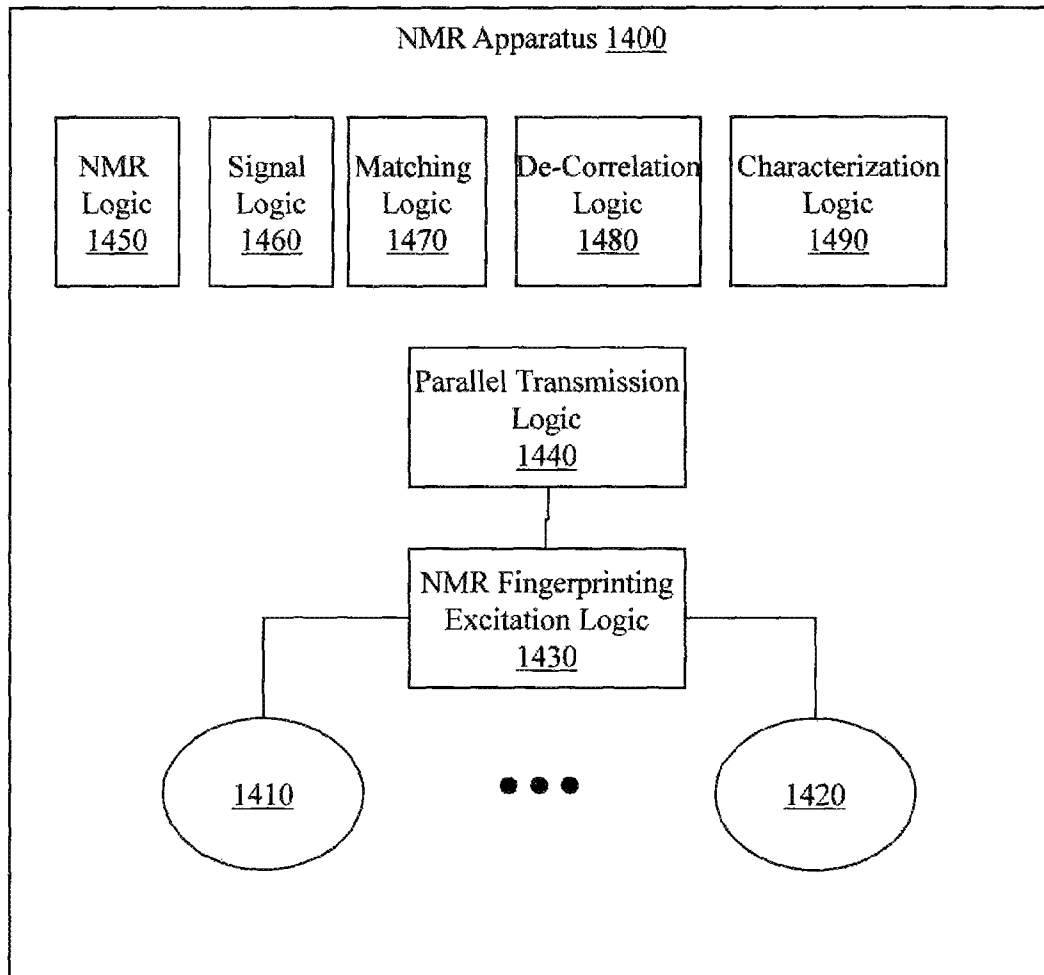 NMR Apparatus 1400
NMR
Logic
1450
Signal
Logic
1460
Matching
Logic
1470
De-Correlation
Logic
1480
Characterization
Logic
1490
Parallel Transmission
Logic
1440
NMR Fingerprinting
Excitation Logic
1430
1410
1420